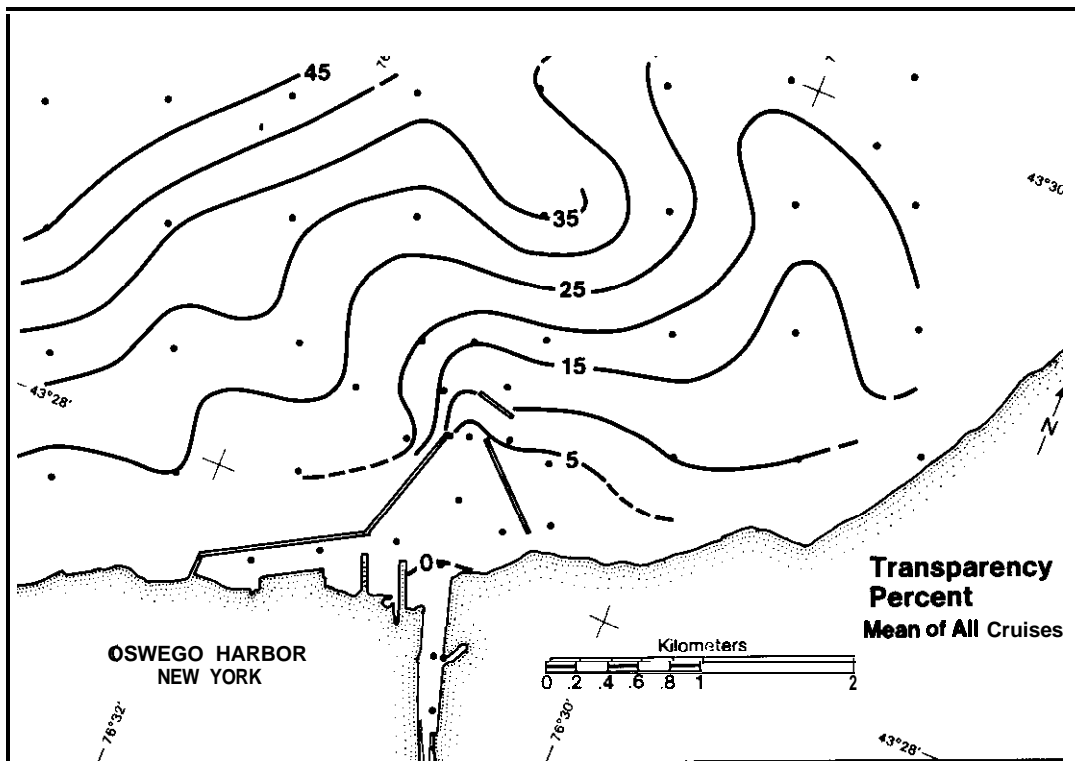 45
43°30
35
25
15
43°28'
N
5
0
Transparency
Percent
Mean of All Cruises
Kilometers
0 .2 .4 .6 .8 1 2
OSWEGO HARBOR
NEW YORK
76°32'
76°30'
43°28'